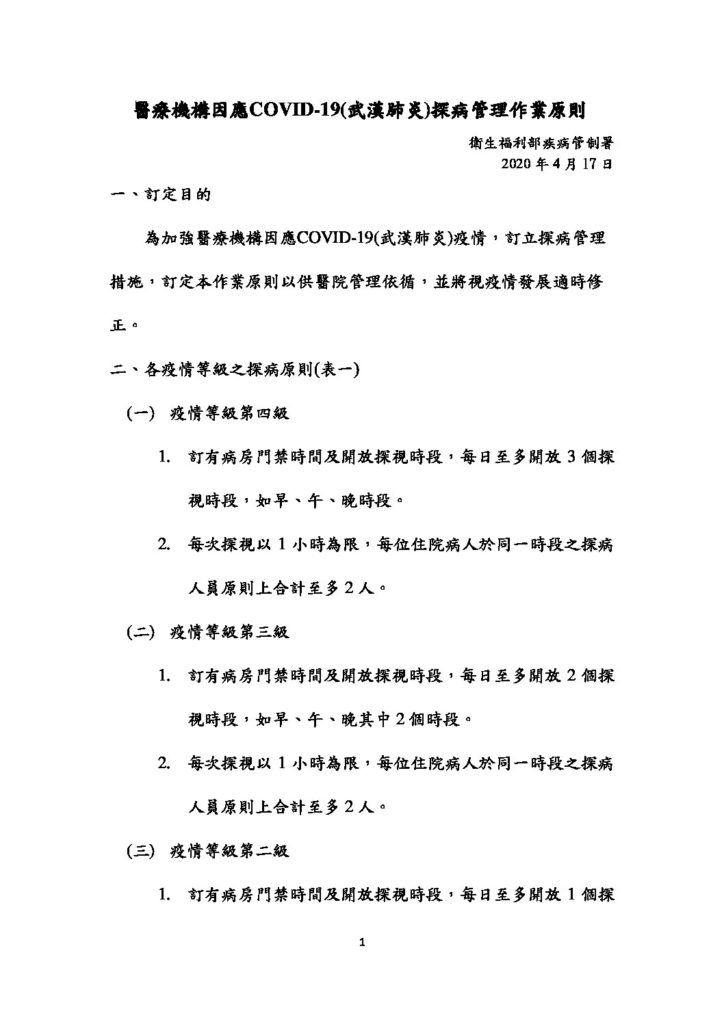 醫療機構因應COVID-19(武漢肺炎)探病管理作業原則
衛生福利部疾病管制署
2020 年 4 月 17 日
一、訂定目的
為加強醫療機構因應COVID-19(武漢肺炎)疫情，訂立探病管理
措施，訂定本作業原則以供醫院管理依循，並將視疫情發展適時修
正。
二、各疫情等級之探病原則(表一)
(一) 疫情等級第四級
1. 訂有病房門禁時間及開放探視時段，每日至多開放 3 個探
視時段，如早、午、晚時段。
2. 每次探視以 1 小時為限，每位住院病人於同一時段之探病
人員原則上合計至多 2 人。
(二) 疫情等級第三級
1. 訂有病房門禁時間及開放探視時段，每日至多開放 2 個探
視時段，如早、午、晚其中 2 個時段。
2. 每次探視以 1 小時為限，每位住院病人於同一時段之探病
人員原則上合計至多 2 人。
(三) 疫情等級第二級
1. 訂有病房門禁時間及開放探視時段，每日至多開放 1 個探
1